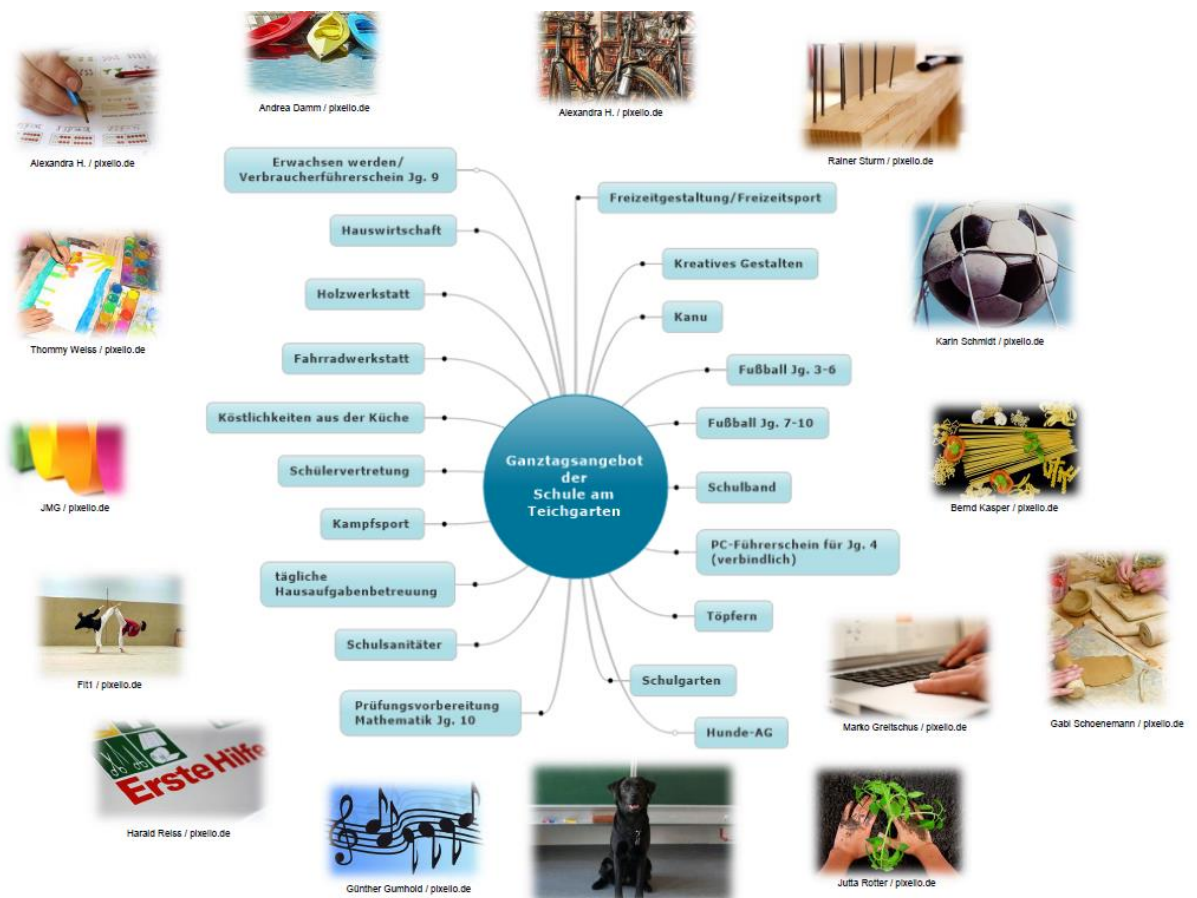 Andrea Damm / pixelio.de
Alexandra H. / pixelio.de
Alexandra H. / pixelio.de
Rainer Sturm / pixelio.de
Erwachsen werden/
Verbraucherführerschein Jg. 9
Freizeitgestaltung/Freizeitsport
Hauswirtschaft
Kreatives Gestalten
Holzwerkstatt
Kanu
Karin Schmidt / pixelio.de
Thommy Weiss / pixelio.de
Fahrradwerkstatt
Fußball Jg. 3-6
Köstlichkeiten aus der Küche
Fußball Jg. 7-10
Ganztagsangebot
der
Schule am
Teichgarten
Schülervertretung
Schulband
JMG / pixelio.de
Bernd Kasper / pixelio.de
Kampfsport
PC-Führerschein für Jg. 4
(verbindlich)
tägliche
Hausaufgabenbetreuung
Töpfern
Schulsanitäter
Schulgarten
Fit1 / pixelio.de
Prüfungsvorbereitung
Mathematik Jg. 10
Hunde-AG
Marko Greitschus / pixelio.de
Gabi Schoenemann / pixelio.de
Erste Hilfe
Harald Reiss / pixelio.de
Günther Gumhold / pixelio.de
Jutta Rotter / pixelio.de